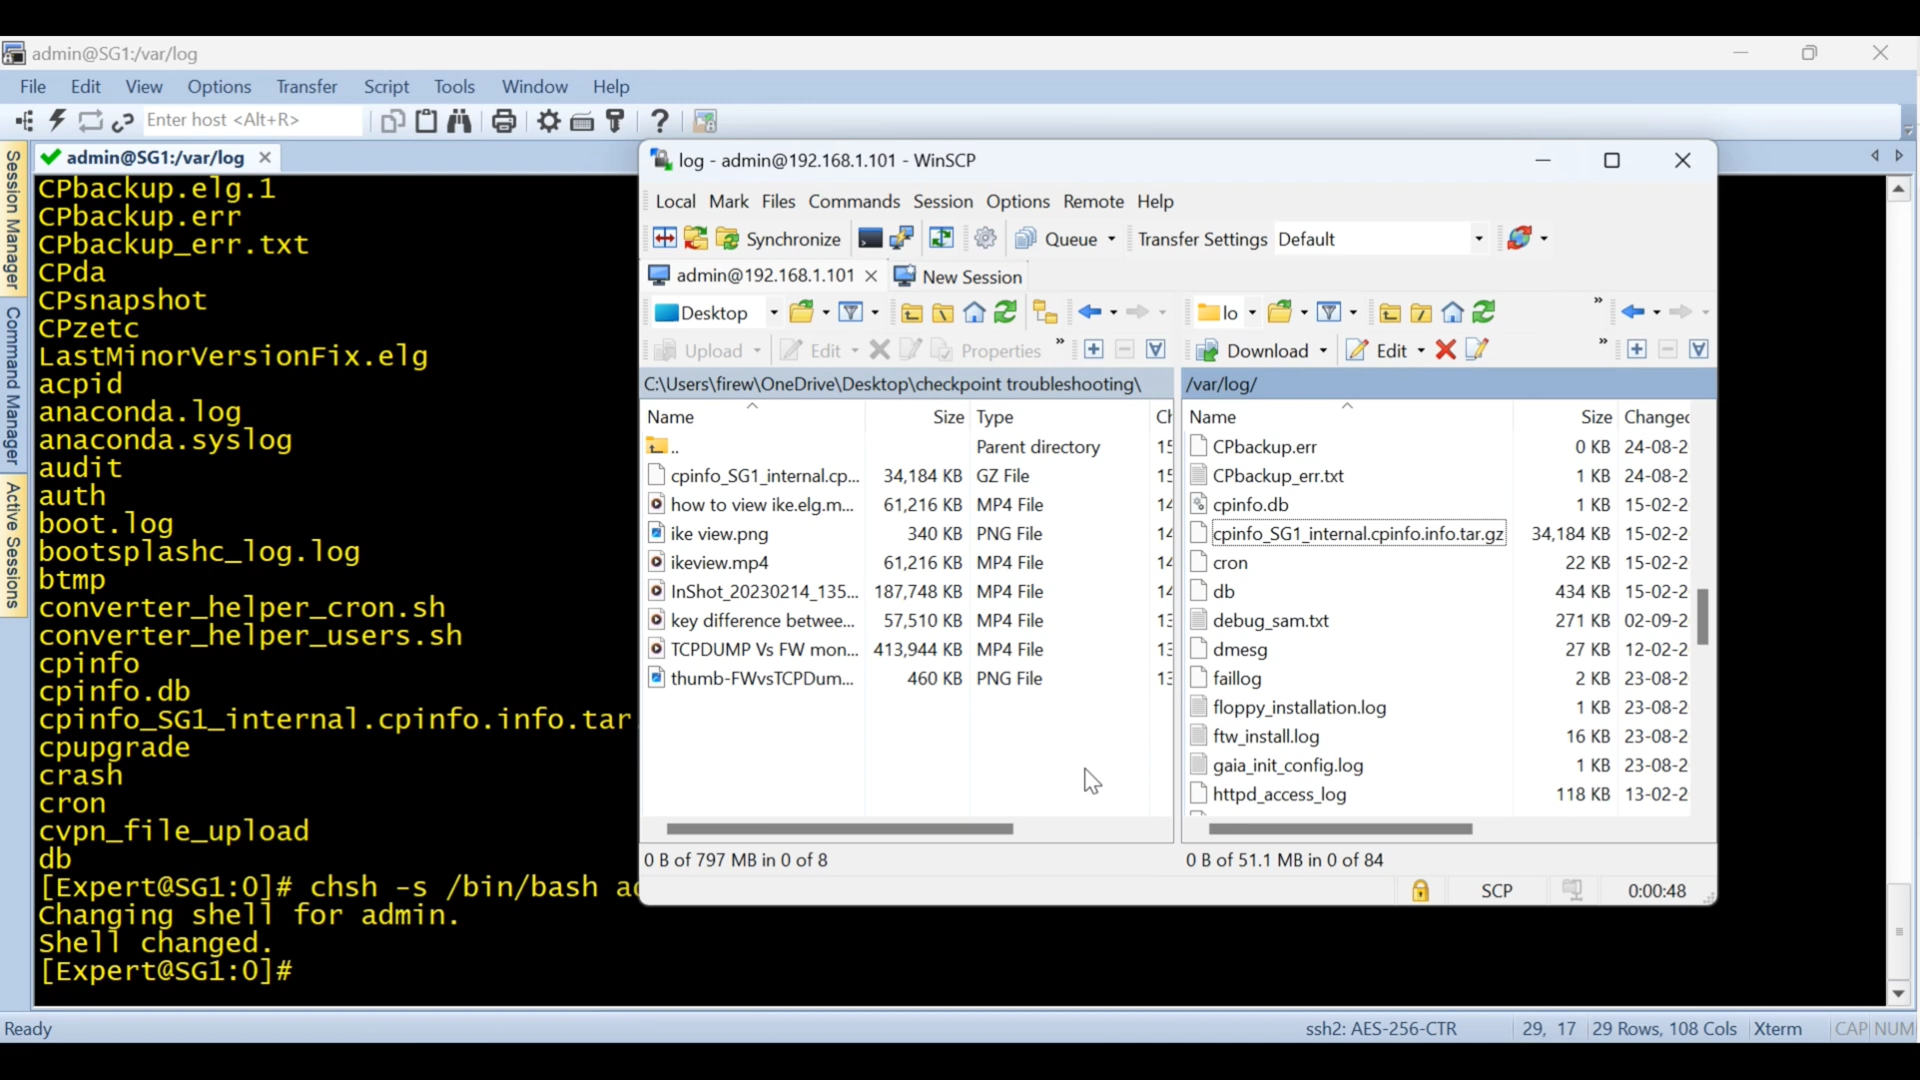 admin@SG1:/var/log
File Edit View Options Transfer Script Tools Window Help
Enter host <Alt+R>
admin@SG1:/var/log
Session Manager
Command Manager
Active Sessions
CPbackup.elg.1
CPbackup.err
CPbackup_err.txt
CPda
CPsnapshot
CPzetc
LastMinorVersionFix.elg
acpid
anaconda.log
anaconda.syslog
audit
auth
boot.log
bootsplashc_log.log
btmp
converter_helper_cron.sh
converter_helper_users.sh
cpinfo
cpinfo.db
cpinfo_SG1_internal.cpinfo.info.tar
cpupgrade
crash
cron
cvpn_file_upload
db
[Expert@SG1:0]# chsh -s /bin/bash a
Changing shell for admin.
Shell changed.
[Expert@SG1:0]#
log - admin@192.168.1.101 - WinSCP
Local Mark Files Commands Session Options Remote Help
Synchronize Queue Transfer Settings Default
admin@192.168.1.101 New Session
Desktop lo
Upload Edit Properties » Download Edit »
C:\Users\firew\OneDrive\Desktop\checkpoint troubleshooting\
Name Size Type Ch
.. Parent directory 15
cpinfo_SG1_internal.cp... 34,184 KB GZ File 15
how to view ike.elg.m... 61,216 KB MP4 File 14
ike view.png 340 KB PNG File 14
ikeview.mp4 61,216 KB MP4 File 14
InShot_20230214_135... 187,748 KB MP4 File 14
key difference betwee... 57,510 KB MP4 File 13
TCPDUMP Vs FW mon... 413,944 KB MP4 File 13
thumb-FWvsTCPDum... 460 KB PNG File 13
0 B of 797 MB in 0 of 8
/var/log/
Name Size Changed
CPbackup.err 0 KB 24-08-2
CPbackup_err.txt 1 KB 24-08-2
cpinfo.db 1 KB 15-02-2
cpinfo_SG1_internal.cpinfo.info.tar.gz 34,184 KB 15-02-2
cron 22 KB 15-02-2
db 434 KB 15-02-2
debug_sam.txt 271 KB 02-09-2
dmesg 27 KB 12-02-2
faillog 2 KB 23-08-2
floppy_installation.log 1 KB 23-08-2
ftw_install.log 16 KB 23-08-2
gaia_init_config.log 1 KB 23-08-2
httpd_access_log 118 KB 13-02-2
0 B of 51.1 MB in 0 of 84
SCP 0:00:48
Ready ssh2: AES-256-CTR 29, 17 29 Rows, 108 Cols Xterm CAP NUM